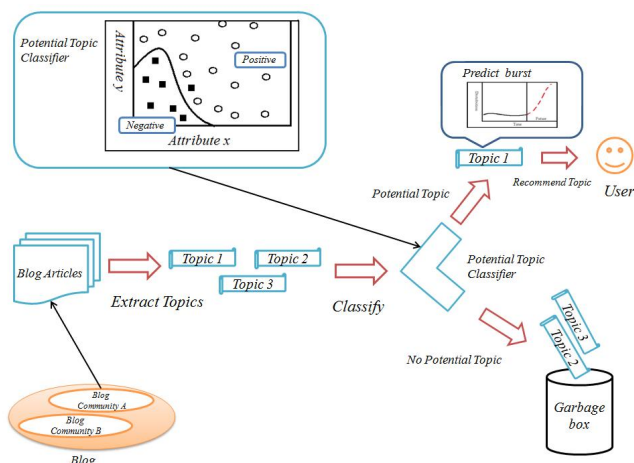 Potential Topic
Classifier
Attribute y
Positive
Negative
Attribute x
Predict burst
Time
Future
Topic 1
Recommend Topic
User
Potential Topic
Blog Articles
Extract Topics
Topic 1
Topic 2
Topic 3
Classify
Potential Topic
Classifier
No Potential Topic
Topic 3
Topic 2
Garbage
box
Blog
Community A
Blog
Community B
Blog